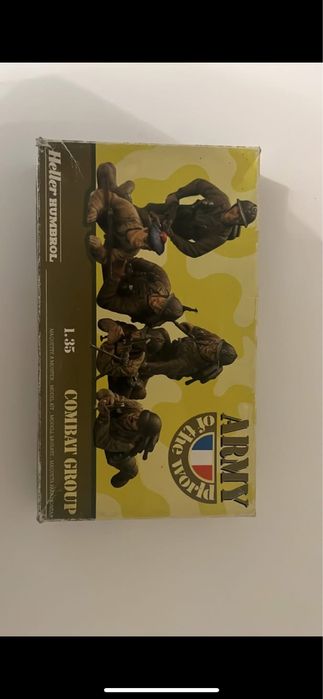 ARMY
of the world
Heller HUMBROL
1.35
COMBAT GROUP